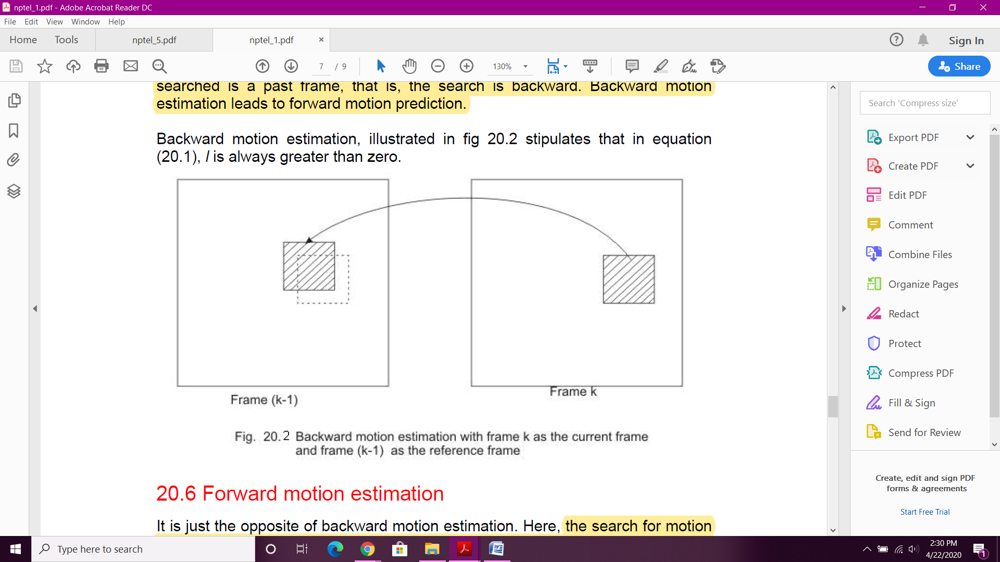 nptel_1.pdf - Adobe Acrobat Reader DC
File Edit View Window Help
Home Tools nptel_5.pdf nptel_1.pdf × Sign In
7 / 9 130% Share
searched is a past frame, that is, the search is backward. Backward motion
estimation leads to forward motion prediction.
Backward motion estimation, illustrated in fig 20.2 stipulates that in equation
(20.1), l is always greater than zero.
Frame (k-1)
Frame k
Fig. 20.2 Backward motion estimation with frame k as the current frame
and frame (k-1) as the reference frame
20.6 Forward motion estimation
It is just the opposite of backward motion estimation. Here, the search for motion
Search 'Compress size'
Export PDF
Create PDF
Edit PDF
Comment
Combine Files
Organize Pages
Redact
Protect
Compress PDF
Fill & Sign
Send for Review
Create, edit and sign PDF
forms & agreements
Start Free Trial
Type here to search
2:30 PM
4/22/2020
1